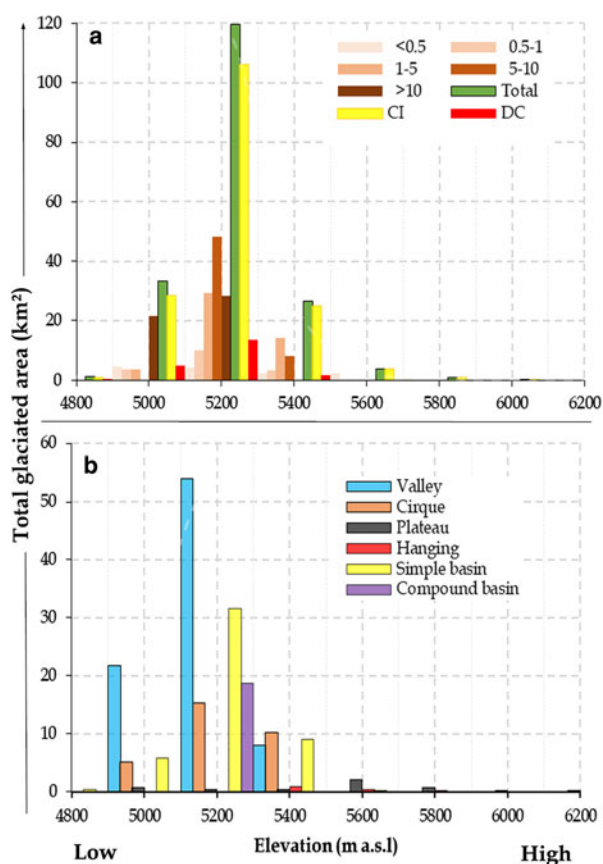 Total glaciated area (km²)
120
100
80
60
40
20
0
a
<0.5 0.5-1
1-5 5-10
>10 Total
CI DC
4800 5000 5200 5400 5600 5800 6000 6200
60
50
40
30
20
10
0
b
Valley
Cirque
Plateau
Hanging
Simple basin
Compound basin
4800 5000 5200 5400 5600 5800 6000 6200
Low Elevation (m a.s.l) High